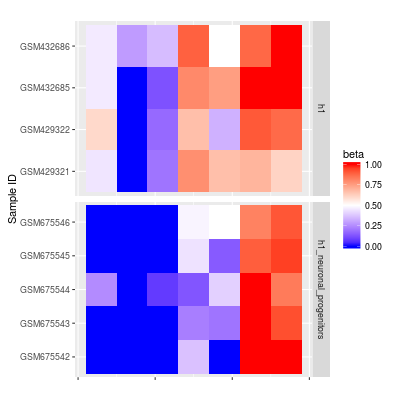 GSM432686
GSM432685
GSM429322
GSM429321
h1
GSM675546
GSM675545
GSM675544
GSM675543
GSM675542
h1_neuronal_progenitors
Sample ID
beta
1.00
0.75
0.50
0.25
0.00